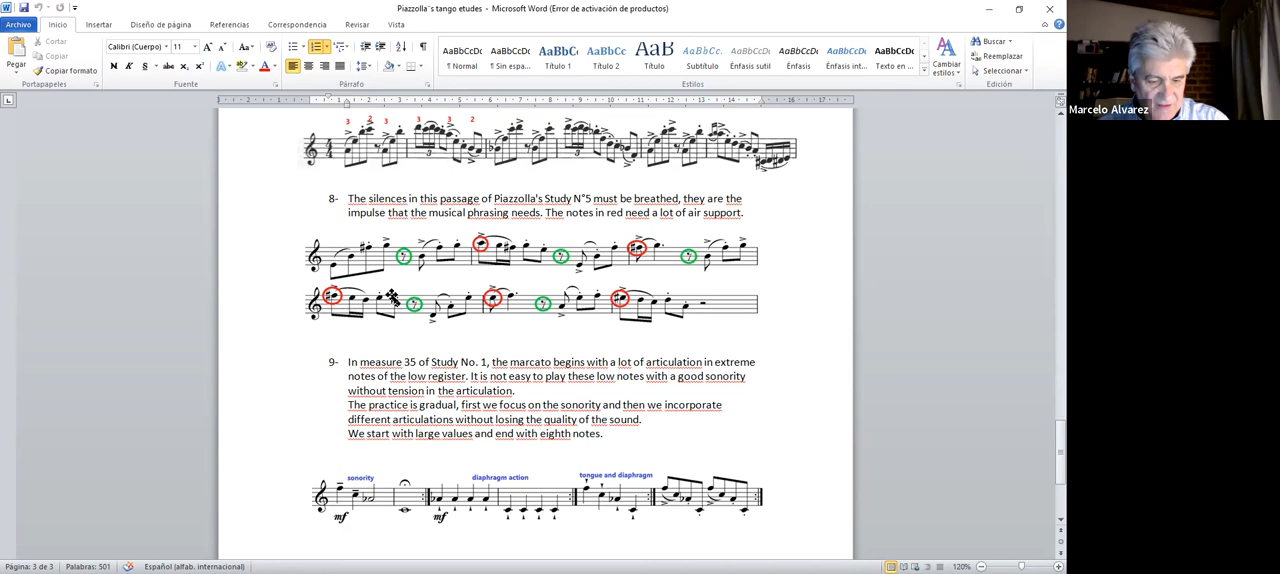 Piazzolla´s tango etudes - Microsoft Word (Error de activación de productos)
Archivo Inicio Insertar Diseño de página Referencias Correspondencia Revisar Vista
Cortar
Copiar
Copiar formato
Pegar
Portapapeles
Calibri (Cuerpo) 11
Fuente
Párrafo
AaBbCcDc AaBbCcDc AaBbC AaBbCc AaB AaBbCc. AaBbCcDc AaBbCcDc AaBbCcDc AaBbCcDc
¶ Normal ¶ Sin espa... Título 1 Título 2 Título Subtítulo Énfasis sutil Énfasis Énfasis int... Texto en ...
Cambiar estilos
Estilos
Buscar
Reemplazar
Seleccionar
Edición
Marcelo Alvarez
3 2 3 3 3 2
3 3
8- The silences in this passage of Piazzolla's Study N°5 must be breathed, they are the
impulse that the musical phrasing needs. The notes in red need a lot of air support.
9- In measure 35 of Study No. 1, the marcato begins with a lot of articulation in extreme
notes of the low register. It is not easy to play these low notes with a good sonority
without tension in the articulation.
The practice is gradual, first we focus on the sonority and then we incorporate
different articulations without losing the quality of the sound.
We start with large values and end with eighth notes.
sonority diaphragm action tongue and diaphragm
mf mf
Página: 3 de 3 Palabras: 501 Español (alfab. internacional) 120%